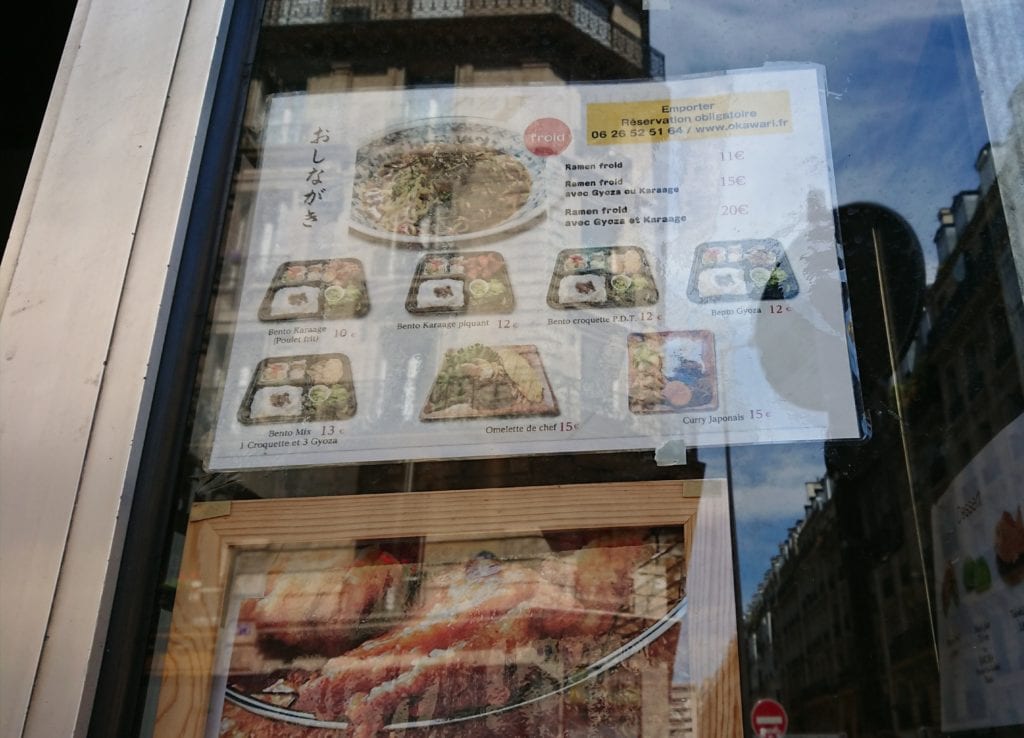 おしながき
froid
Emporter
Réservation obligatoire
06 26 52 51 64 / www.okawari.fr
Ramen froid 11€
Ramen froid
avec Gyoza ou Karaage 15€
Ramen froid
avec Gyoza et Karaage 20€
Bento Karaage
(Poulet frit) 10 €
Bento Karaage piquant 12 €
Bento croquette P.D.T. 12 €
Bento Gyoza 12 €
Bento Mix 13 €
1 Croquette et 3 Gyoza
Omelette de chef 15 €
Curry Japonais 15 €
Dessert